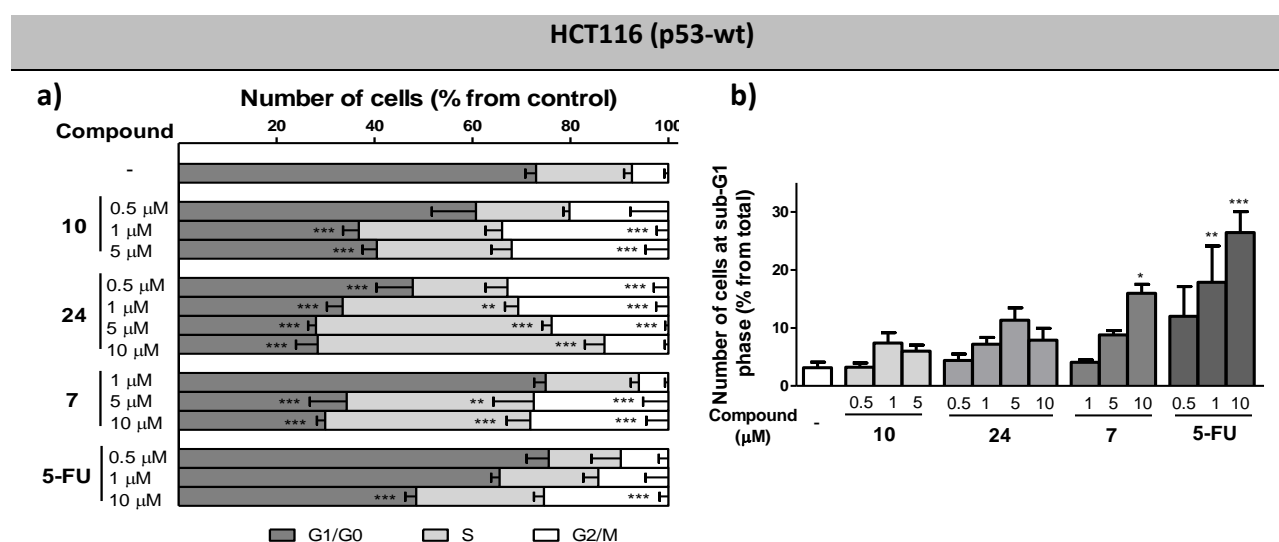 HCT116 (p53-wt)
a)
Number of cells (% from control)
Compound
20 40 60 80 100
-
10
0.5 μM
1 μM *** ***
5 μM *** ***
24
0.5 μM *** ***
1 μM *** ** ***
5 μM *** *** ***
10 μM *** ***
7
1 μM
5 μM *** ** ***
10 μM *** *** ***
5-FU
0.5 μM
1 μM
10 μM *** ***
G1/G0 S G2/M
b)
Number of cells at sub-G1
phase (% from total)
30
20
10
0
* ** ***
0.5 1 5 0.5 1 5 10 1 5 10 0.5 1 10
Compound
(μM)
- 10 24 7 5-FU